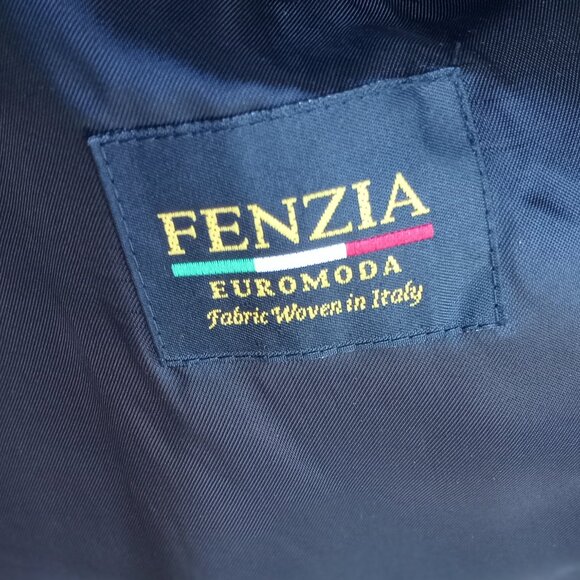 FENZIA
EUROMODA
Fabric Woven in Italy